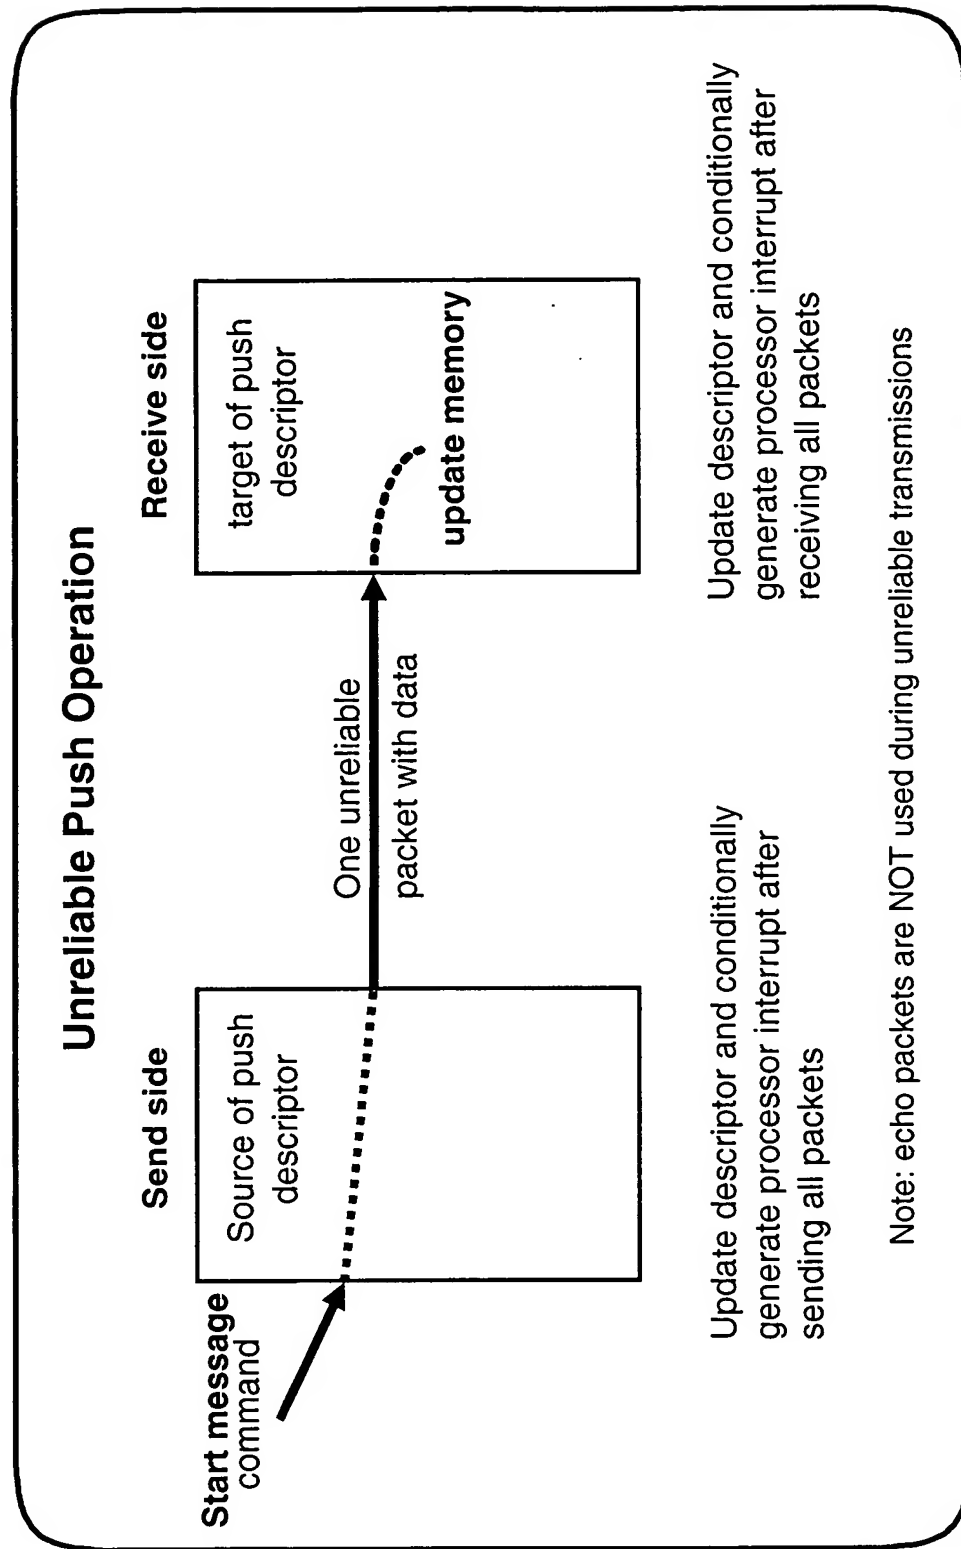 Unreliable Push Operation
Send side
Receive side
Start message
command
Source of push
descriptor
One unreliable
packet with data
target of push
descriptor
update memory
Update descriptor and conditionally
generate processor interrupt after
sending all packets
Update descriptor and conditionally
generate processor interrupt after
receiving all packets
Note: echo packets are NOT used during unreliable transmissions